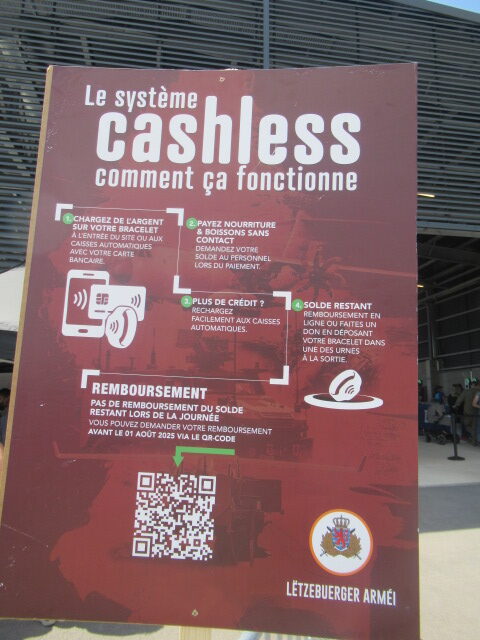 Le système
cashless
comment ça fonctionne
1. CHARGEZ DE L'ARGENT
SUR VOTRE BRACELET
À L'ENTRÉE DU SITE OU AUX
CAISSES AUTOMATIQUES
AVEC VOTRE CARTE
BANCAIRE.
2. PAYEZ NOURRITURE
& BOISSONS SANS
CONTACT
DEMANDEZ VOTRE
SOLDE AU PERSONNEL
LORS DU PAIEMENT.
3. PLUS DE CRÉDIT ?
RECHARGEZ
FACILEMENT AUX CAISSES
AUTOMATIQUES.
4. SOLDE RESTANT
REMBOURSEMENT EN
LIGNE OU FAITES UN
DON EN DÉPOSANT
VOTRE BRACELET DANS
UNE DES URNES
À LA SORTIE.
REMBOURSEMENT
PAS DE REMBOURSEMENT DU SOLDE
RESTANT LORS DE LA JOURNÉE
VOUS POUVEZ DEMANDER VOTRE REMBOURSEMENT
AVANT LE 01 AOÛT 2025 VIA LE QR-CODE
LËTZEBUERGER ARMÉI